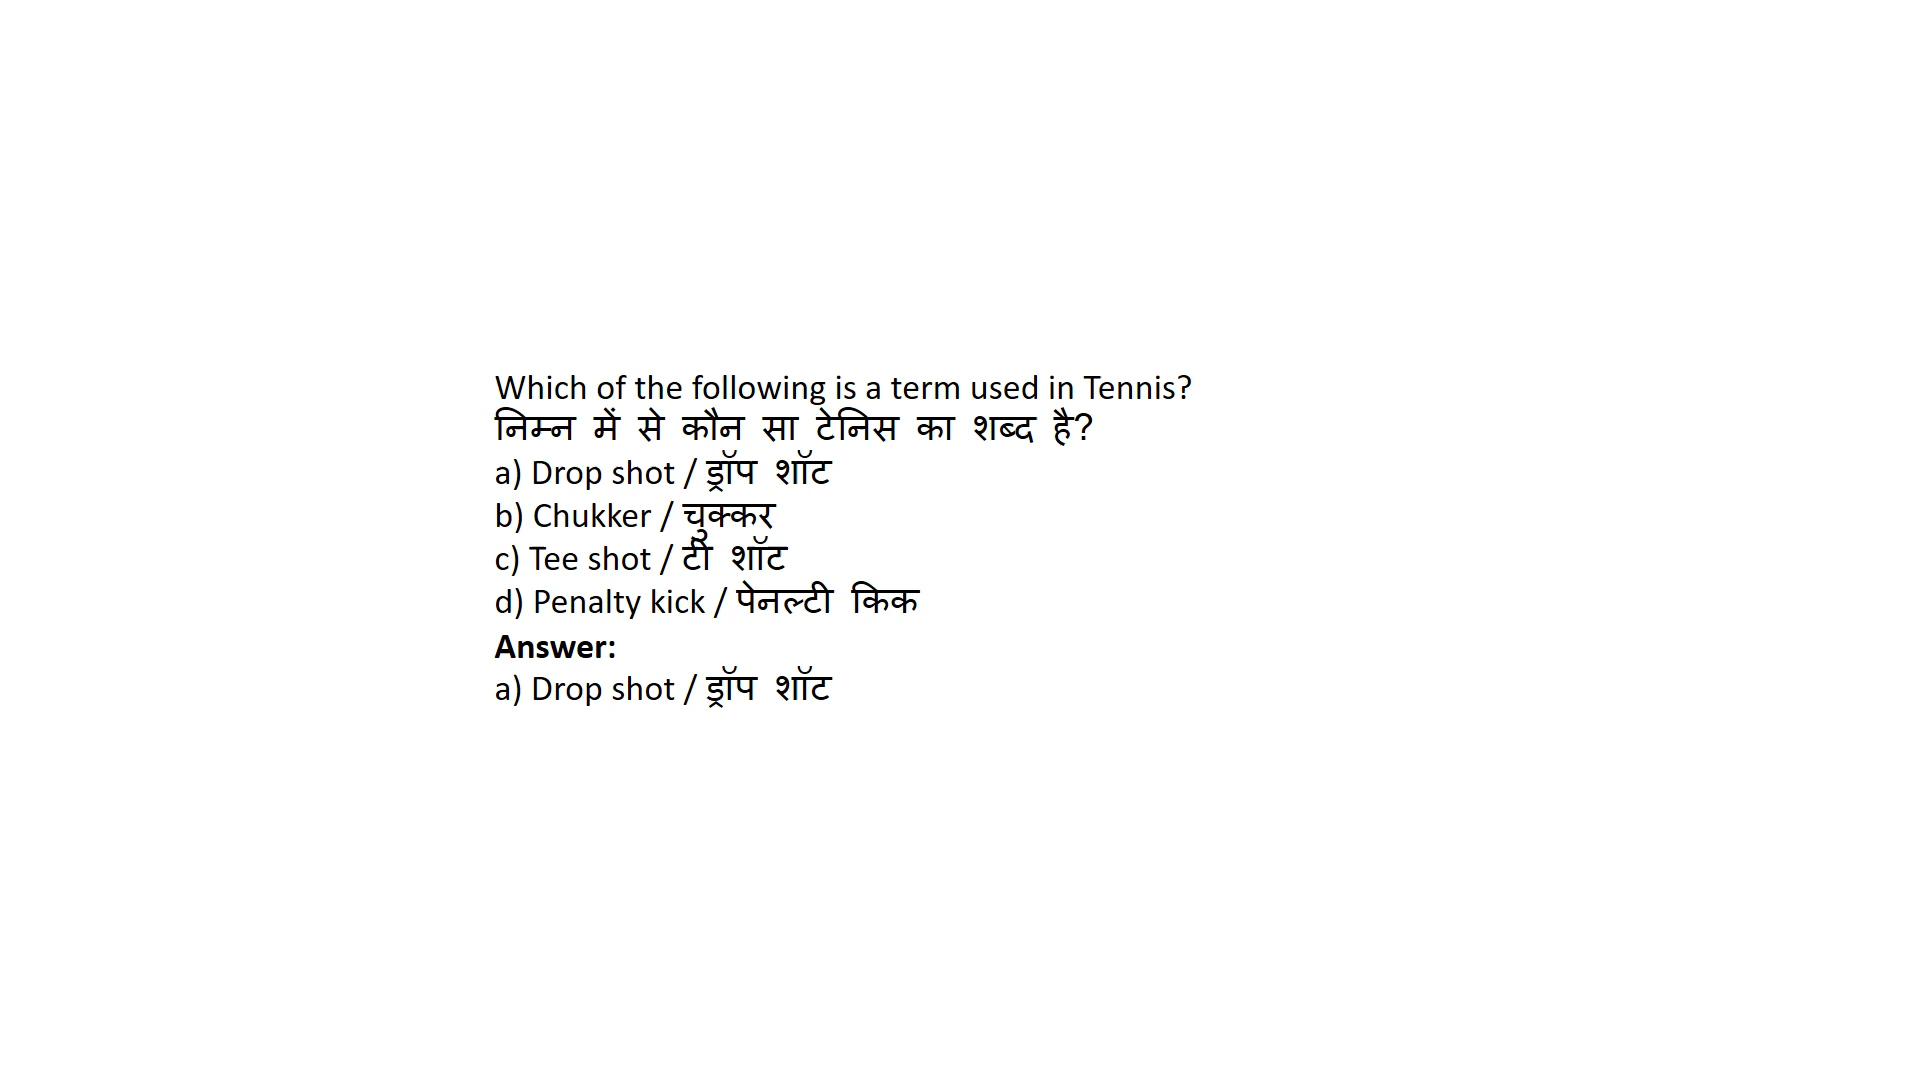 Which of the following is a term used in Tennis?
निम्न में से कौन सा टेनिस का शब्द है?
a) Drop shot / ड्रॉप शॉट
b) Chukker / चुक्कर
c) Tee shot / टी शॉट
d) Penalty kick / पेनल्टी किक
Answer:
a) Drop shot / ड्रॉप शॉट